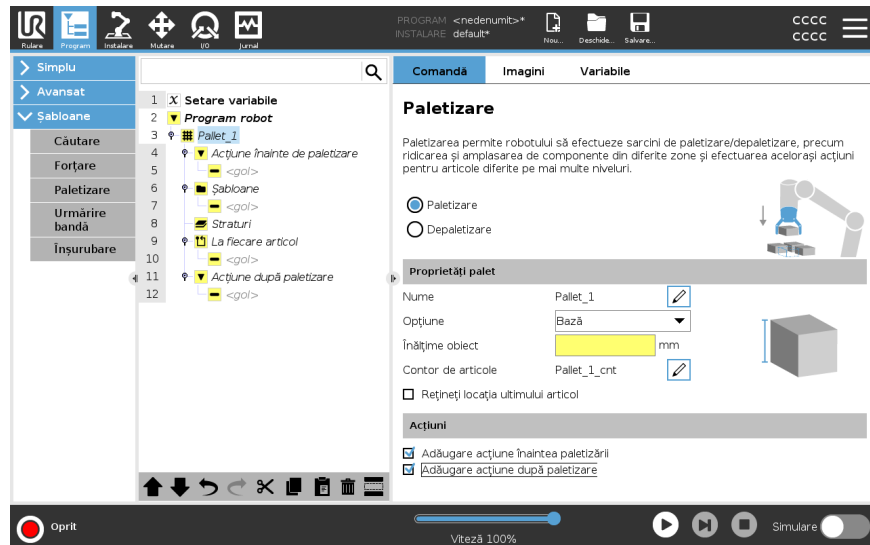 Rulare
Program
Instalare
Mutare
I/O
Jurnal
PROGRAM <nedenumit>*
INSTALARE default*
Nou...
Deschide...
Salvare...
CCCC
CCCC
Simplu
Avansat
Șabloane
Căutare
Forțare
Paletizare
Urmărire
bandă
Înșurubare
1 X Setare variabile
2 Program robot
3 Pallet_1
4 Acțiune înainte de paletizare
5 <gol>
6 Șabloane
7 <gol>
8 Straturi
9 La fiecare articol
10 <gol>
11 Acțiune după paletizare
12 <gol>
Comandă
Imagini
Variabile
Paletizare
Paletizarea permite robotului să efectueze sarcini de paletizare/depaletizare, precum
ridicarea și amplasarea de componente din diferite zone și efectuarea acelorași acțiuni
pentru articole diferite pe mai multe niveluri.
Paletizare
Depaletizare
Proprietăți palet
Nume Pallet_1
Opțiune Bază
Înălțime obiect mm
Contor de articole Pallet_1_cnt
Rețineți locația ultimului articol
Acțiuni
Adăugare acțiune înaintea paletizării
Adăugare acțiune după paletizare
Oprit
Viteză 100%
Simulare